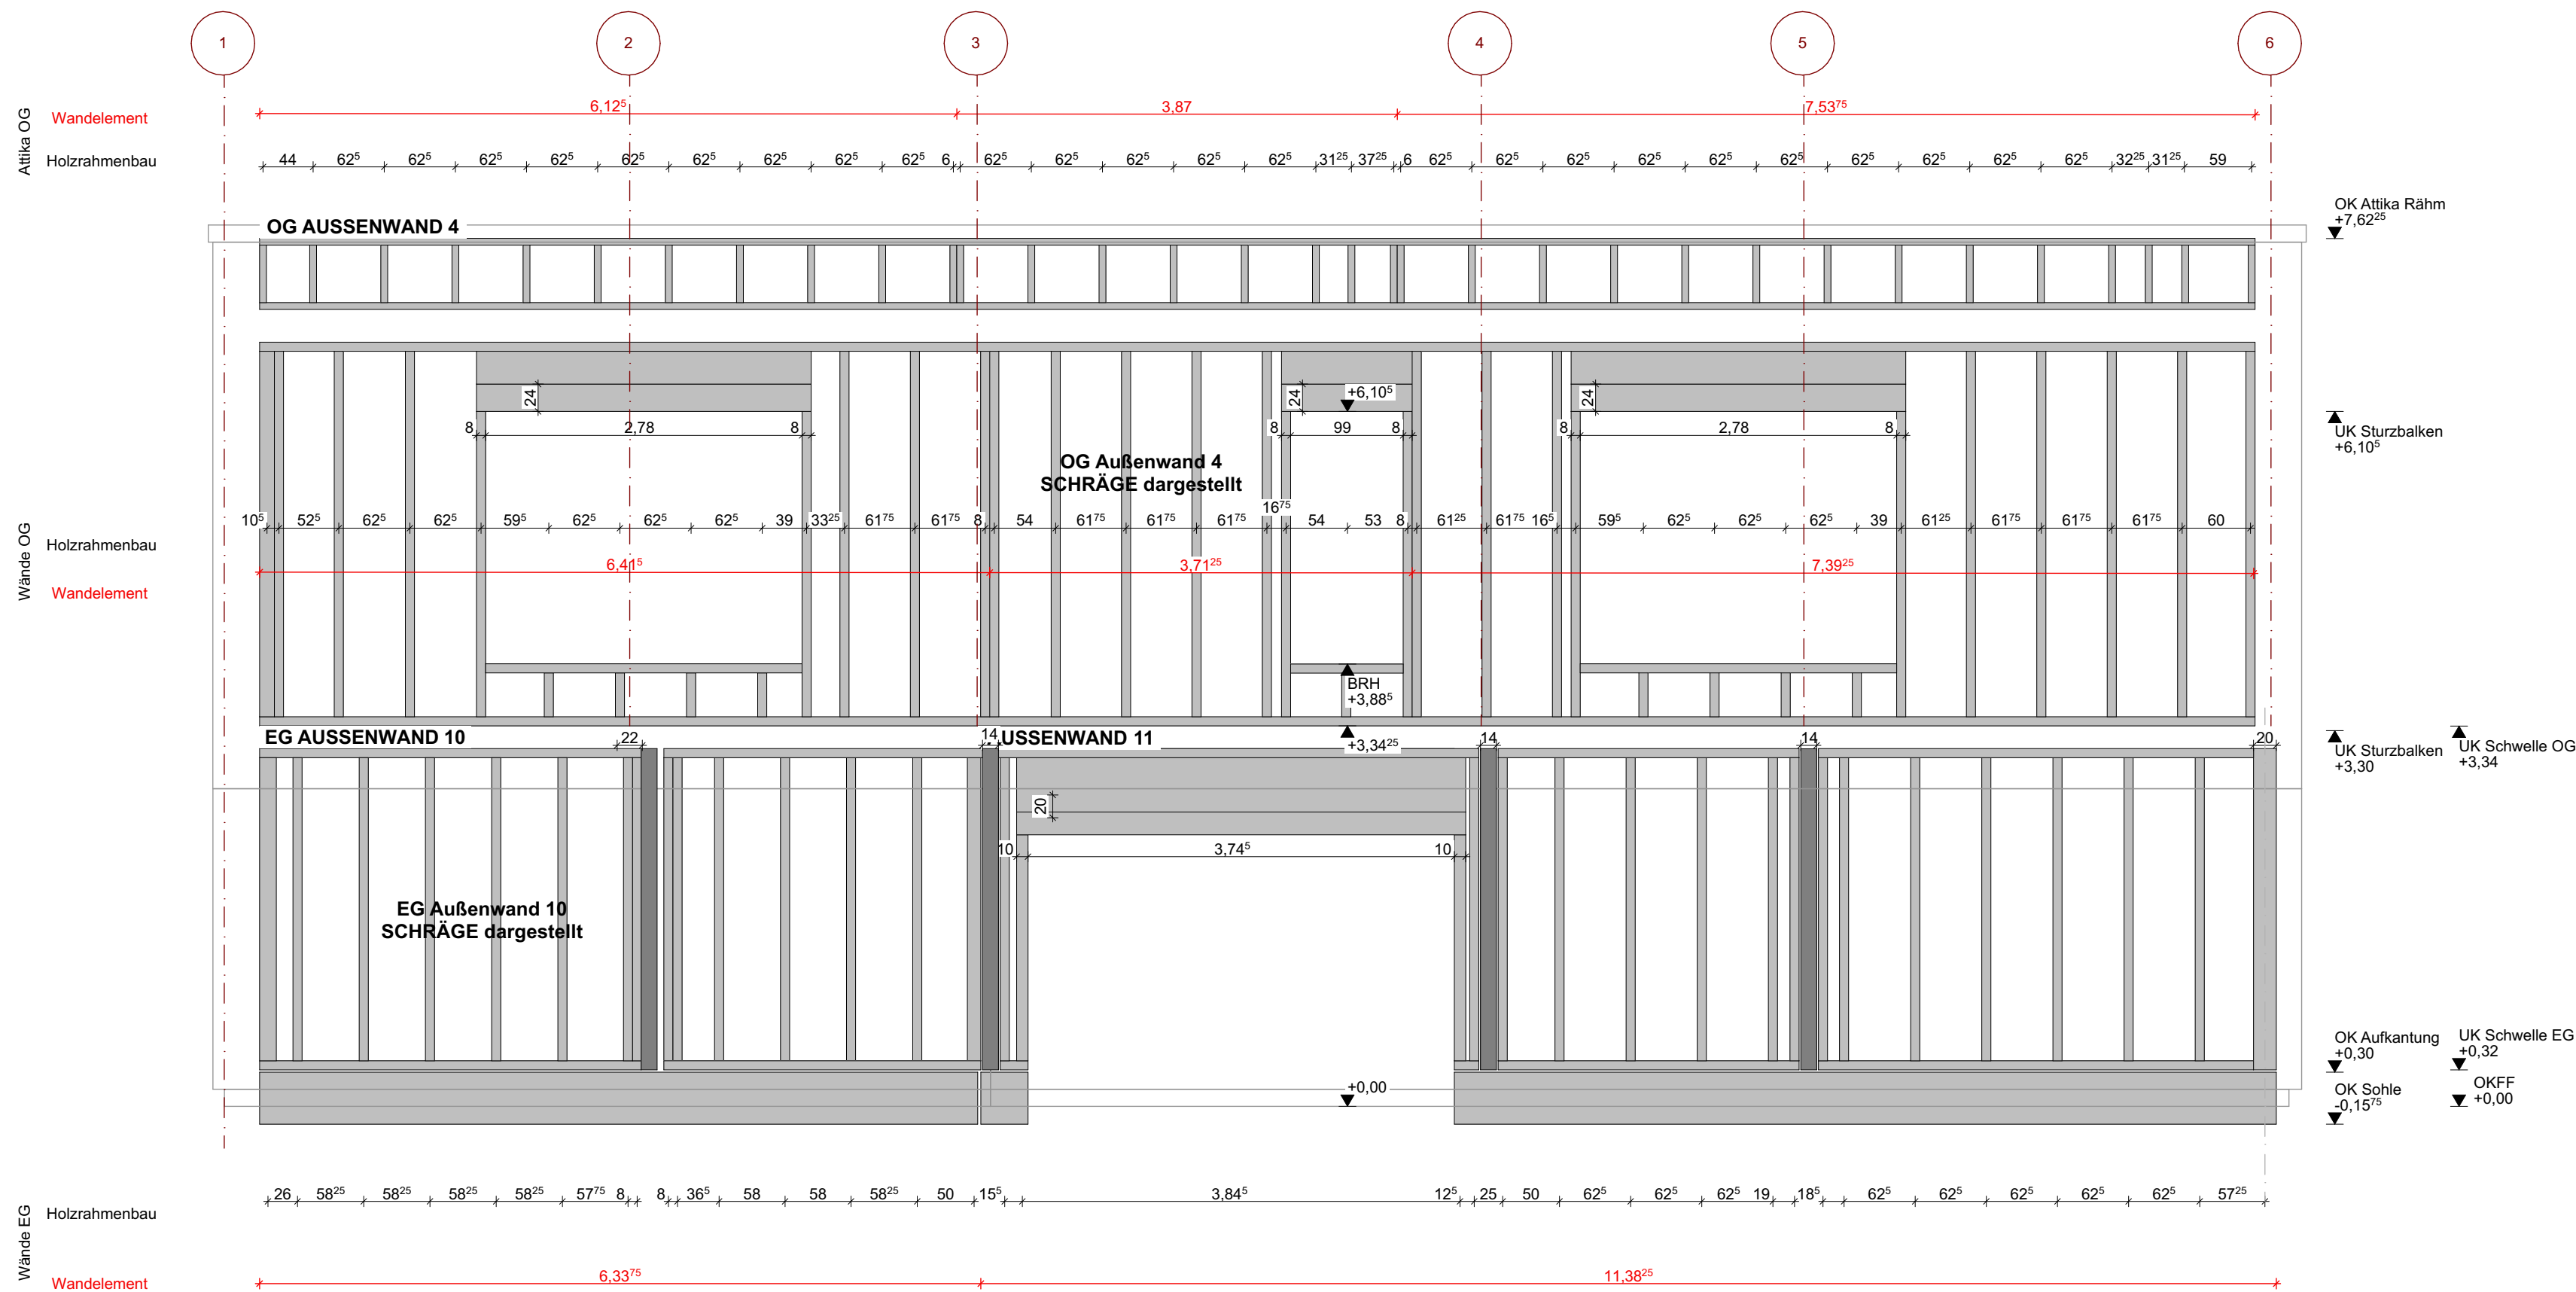 1 2 3 4 5 6
Attika OG
Wandelement
6,12⁵ 3,87 7,53⁷⁵
Holzrahmenbau
44 62⁵ 62⁵ 62⁵ 62⁵ 62⁵ 62⁵ 62⁵ 62⁵ 62⁵ 6 62⁵ 62⁵ 62⁵ 62⁵ 62⁵ 31²⁵ 37²⁵ 6 62⁵ 62⁵ 62⁵ 62⁵ 62⁵ 62⁵ 62⁵ 62⁵ 62⁵ 62⁵ 32²⁵ 31²⁵ 59
OK Attika Rähm
+7,62²⁵
OG AUSSENWAND 4
24 24 +6,10⁵ 24
8 2,78 8 8 99 8 8 2,78 8
UK Sturzbalken
+6,10⁵
OG Außenwand 4
SCHRÄGE dargestellt
Wände OG
10⁵ 52⁵ 62⁵ 62⁵ 59⁵ 62⁵ 62⁵ 62⁵ 39 33²⁵ 61⁷⁵ 61⁷⁵ 8 54 61⁷⁵ 61⁷⁵ 61⁷⁵ 16⁷⁵ 54 53 8 61²⁵ 61⁷⁵ 16⁵ 59⁵ 62⁵ 62⁵ 62⁵ 39 61²⁵ 61⁷⁵ 61⁷⁵ 61⁷⁵ 60
Holzrahmenbau
6,41⁵ 3,71²⁵ 7,39²⁵
Wandelement
BRH
+3,88⁵
EG AUSSENWAND 10
22 14
USSENWAND 11
+3,34²⁵
14 14 20
UK Sturzbalken
+3,30
UK Schwelle OG
+3,34
20
10 3,74⁵ 10
EG Außenwand 10
SCHRÄGE dargestellt
OK Aufkantung
+0,30
UK Schwelle EG
+0,32
+0,00
OK Sohle
-0,15⁷⁵
OKFF
+0,00
Wände EG
26 58²⁵ 58²⁵ 58²⁵ 58²⁵ 57⁷⁵ 8 8 36⁵ 58 58 58²⁵ 50 15⁵ 3,84⁵ 12⁵ 25 50 62⁵ 62⁵ 62⁵ 19 18⁵ 62⁵ 62⁵ 62⁵ 62⁵ 62⁵ 57²⁵
Holzrahmenbau
6,33⁷⁵ 11,38²⁵
Wandelement